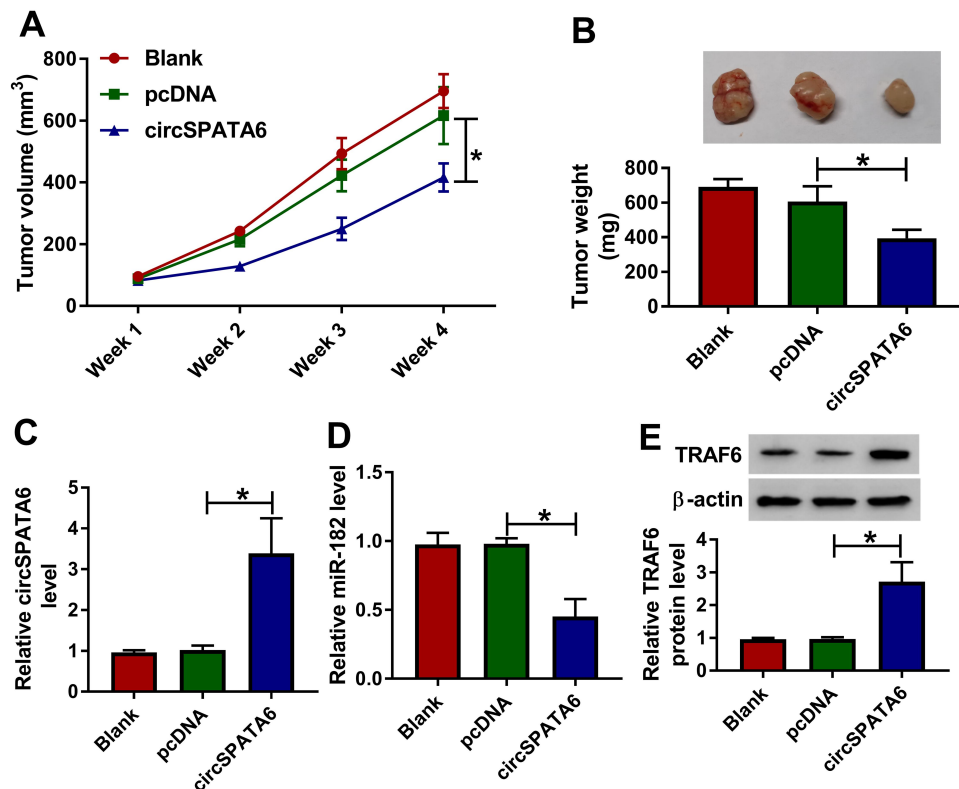 A
Tumor volume (mm3)
800
600
400
200
0
Blank
pcDNA
circSPATA6
*
Week 1
Week 2
Week 3
Week 4
B
Tumor weight
(mg)
800
600
400
200
0
*
Blank
pcDNA
circSPATA6
C
Relative circSPATA6
level
5
4
3
2
1
0
*
Blank
pcDNA
circSPATA6
D
Relative miR-182 level
1.5
1.0
0.5
0.0
*
Blank
pcDNA
circSPATA6
E
TRAF6
β-actin
Relative TRAF6
protein level
4
3
2
1
0
*
Blank
pcDNA
circSPATA6